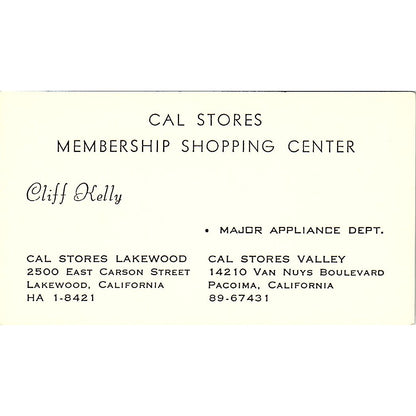 CAL STORES
MEMBERSHIP SHOPPING CENTER
Cliff Kelly
• MAJOR APPLIANCE DEPT.
CAL STORES LAKEWOOD
2500 EAST CARSON STREET
LAKEWOOD, CALIFORNIA
HA 1-8421
CAL STORES VALLEY
14210 VAN NUYS BOULEVARD
PACOIMA, CALIFORNIA
89-67431